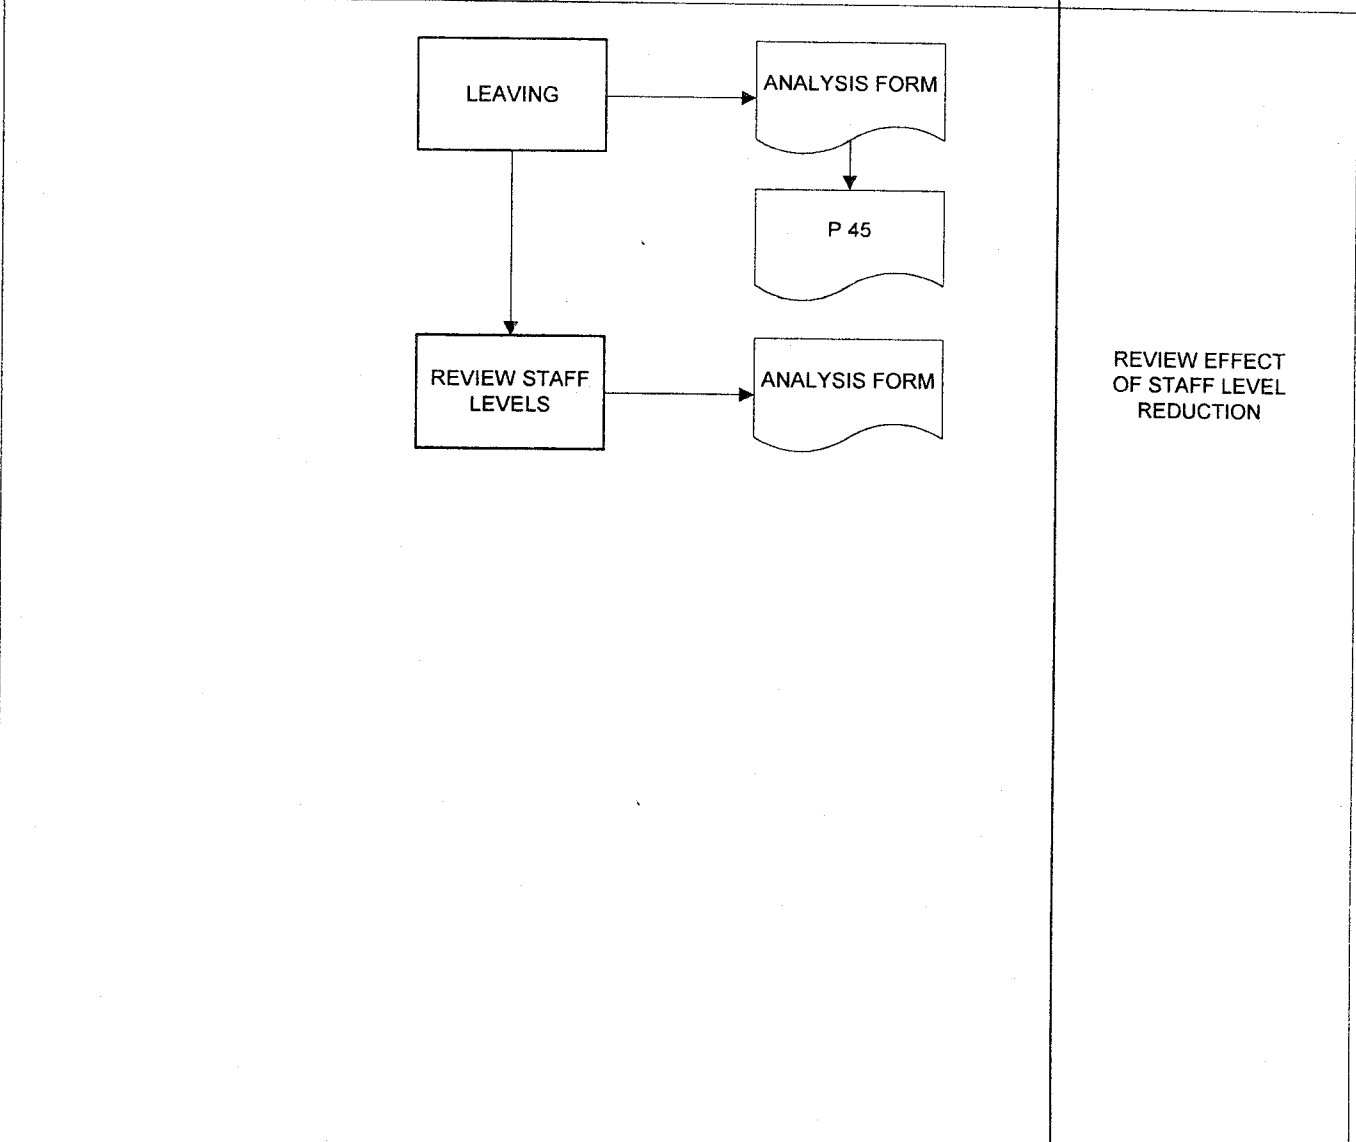 LEAVING
ANALYSIS FORM
P 45
REVIEW STAFF
LEVELS
ANALYSIS FORM
REVIEW EFFECT
OF STAFF LEVEL
REDUCTION